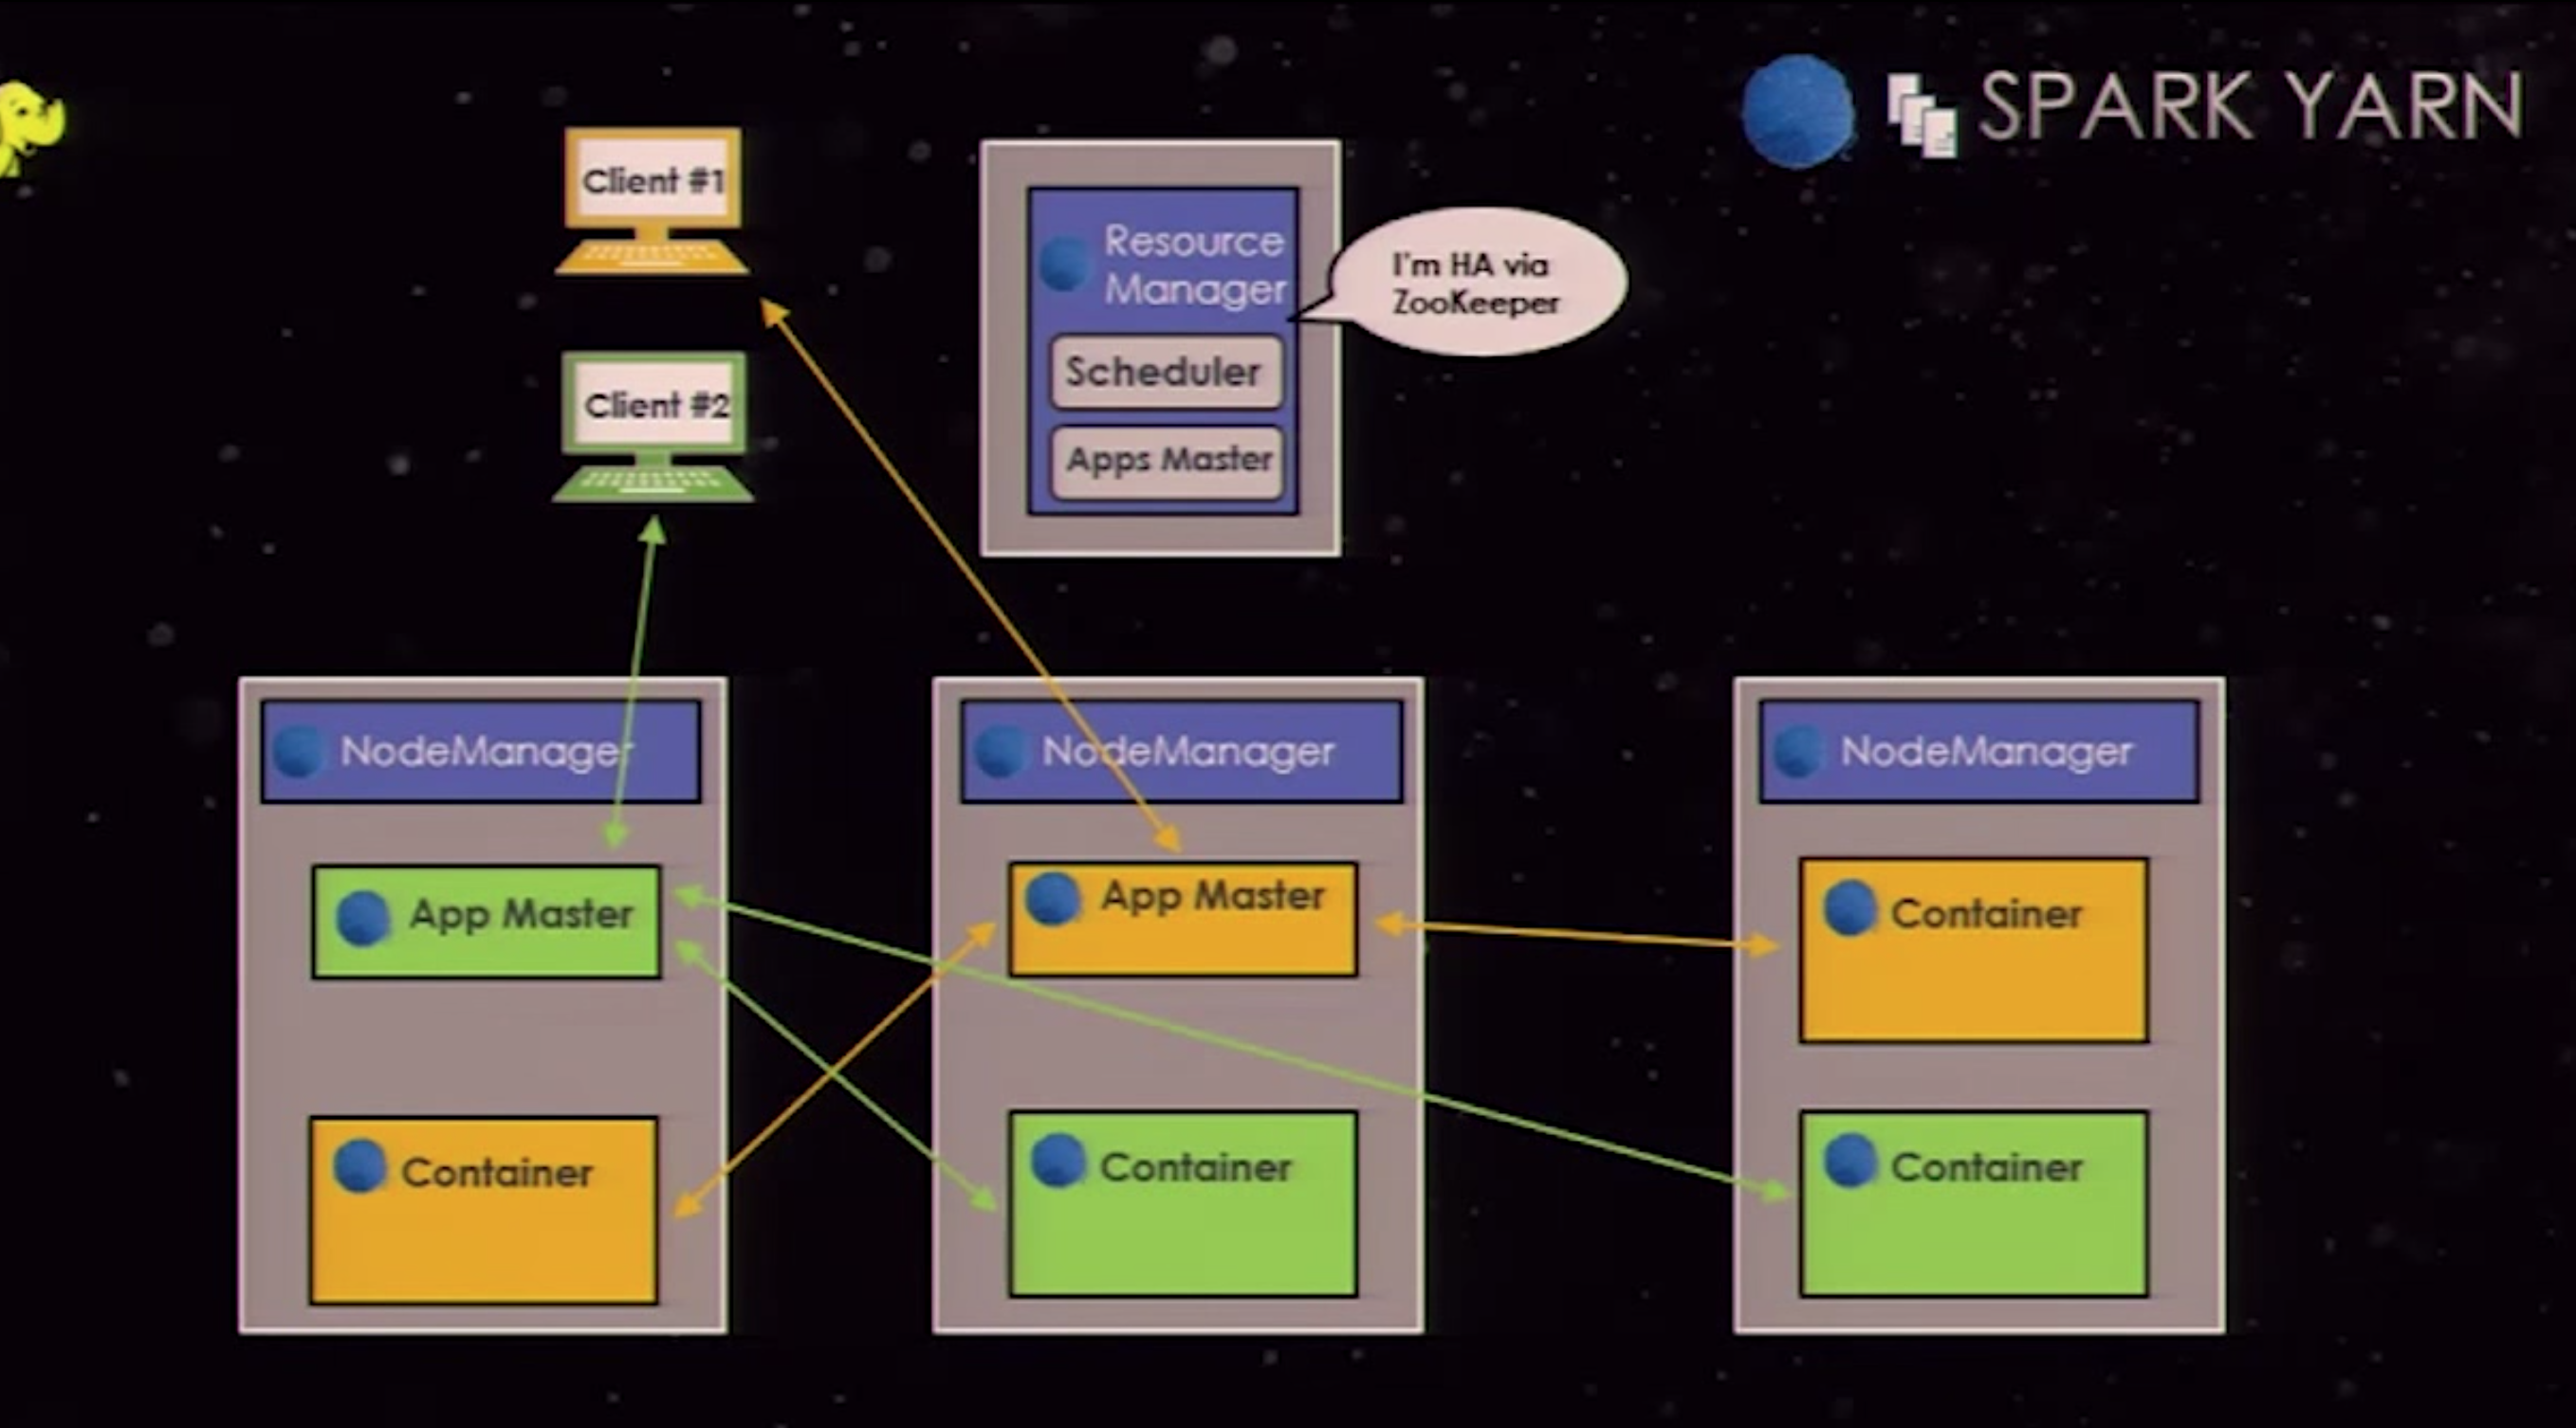 SPARK YARN
Client #1
Resource
Manager
I'm HA via
ZooKeeper
Scheduler
Client #2
Apps Master
NodeManager
NodeManager
NodeManager
App Master
App Master
Container
Container
Container
Container